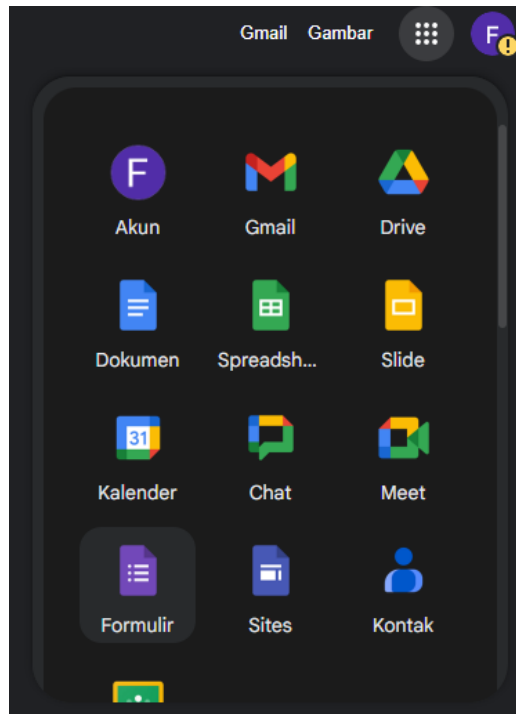 Gmail Gambar F
F
Akun Gmail Drive
Dokumen Spreadsh... Slide
31
Kalender Chat Meet
Formulir Sites Kontak